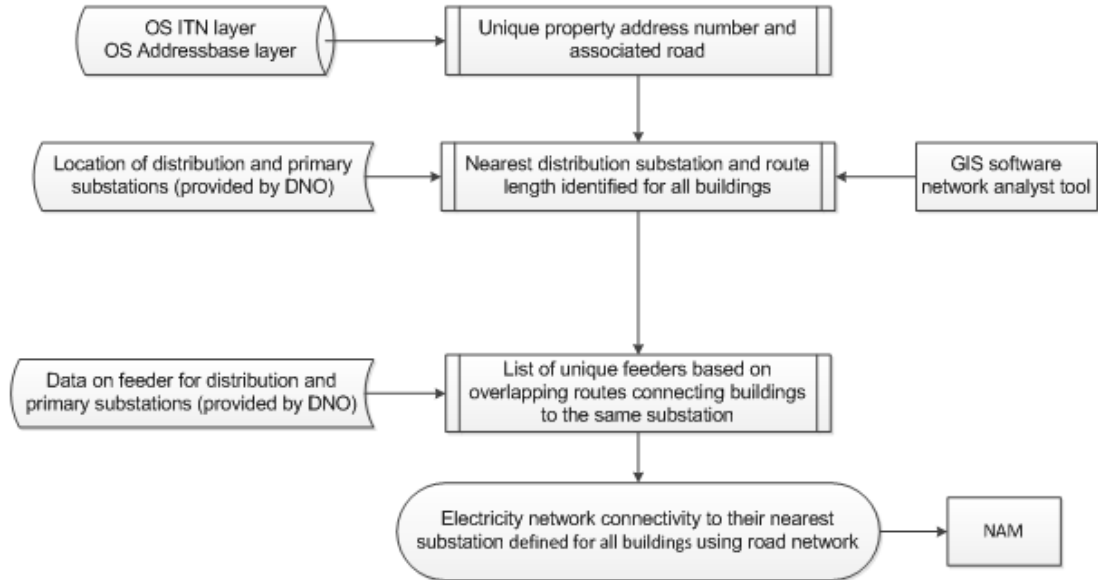 OS ITN layer
OS Addressbase layer
Unique property address number and
associated road
Location of distribution and primary
substations (provided by DNO)
Nearest distribution substation and route
length identified for all buildings
GIS software
network analyst tool
Data on feeder for distribution and
primary substations (provided by DNO)
List of unique feeders based on
overlapping routes connecting buildings
to the same substation
Electricity network connectivity to their nearest
substation defined for all buildings using road network
NAM